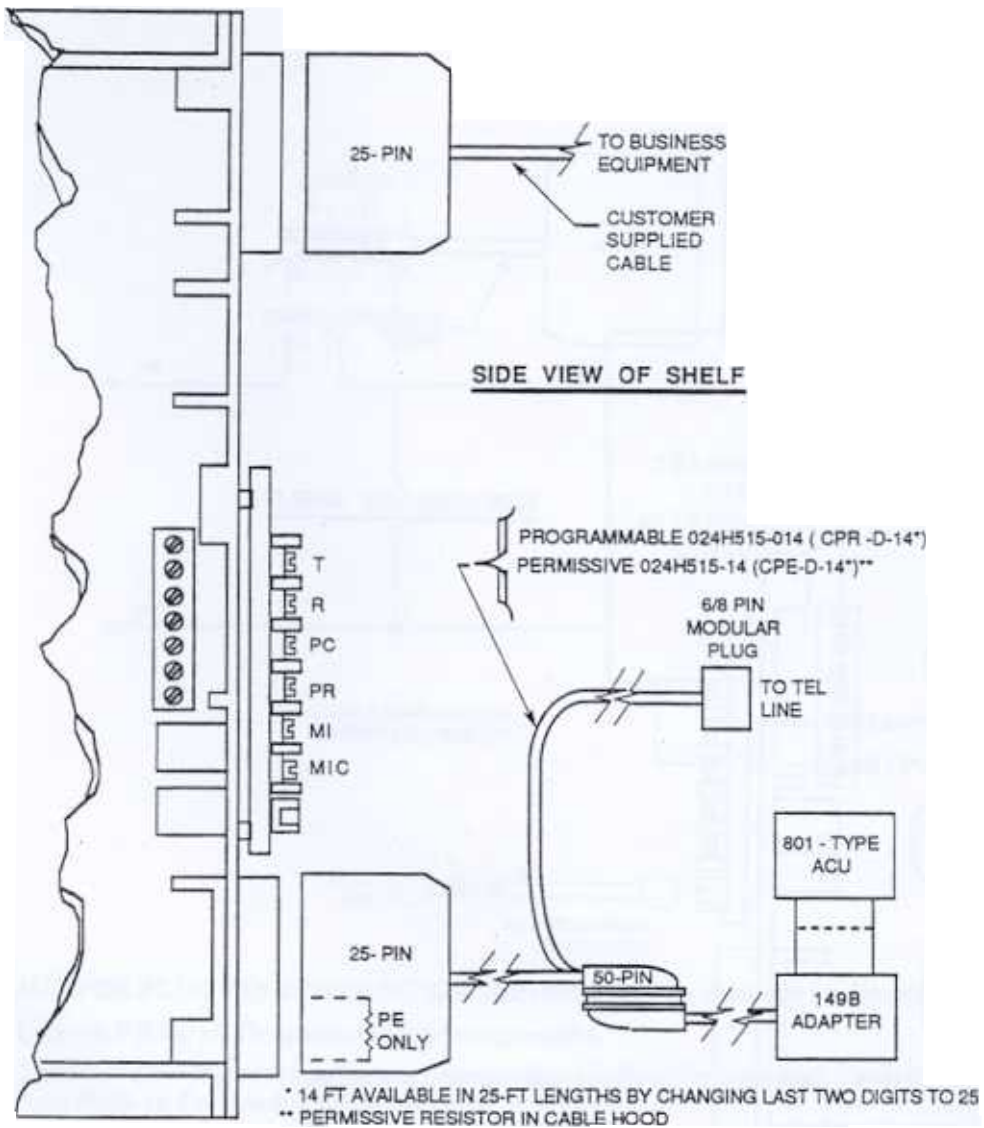 25- PIN
TO BUSINESS
EQUIPMENT
CUSTOMER
SUPPLIED
CABLE
SIDE VIEW OF SHELF
PROGRAMMABLE 024H515-014 ( CPR -D-14*)
PERMISSIVE 024H515-14 (CPE-D-14*)**
T
R
PC
PR
MI
MIC
6/8 PIN
MODULAR
PLUG
TO TEL
LINE
801 - TYPE
ACU
25- PIN
PE
ONLY
50-PIN
149B
ADAPTER
* 14 FT. AVAILABLE IN 25-FT LENGTHS BY CHANGING LAST TWO DIGITS TO 25
** PERMISSIVE RESISTOR IN CABLE HOOD